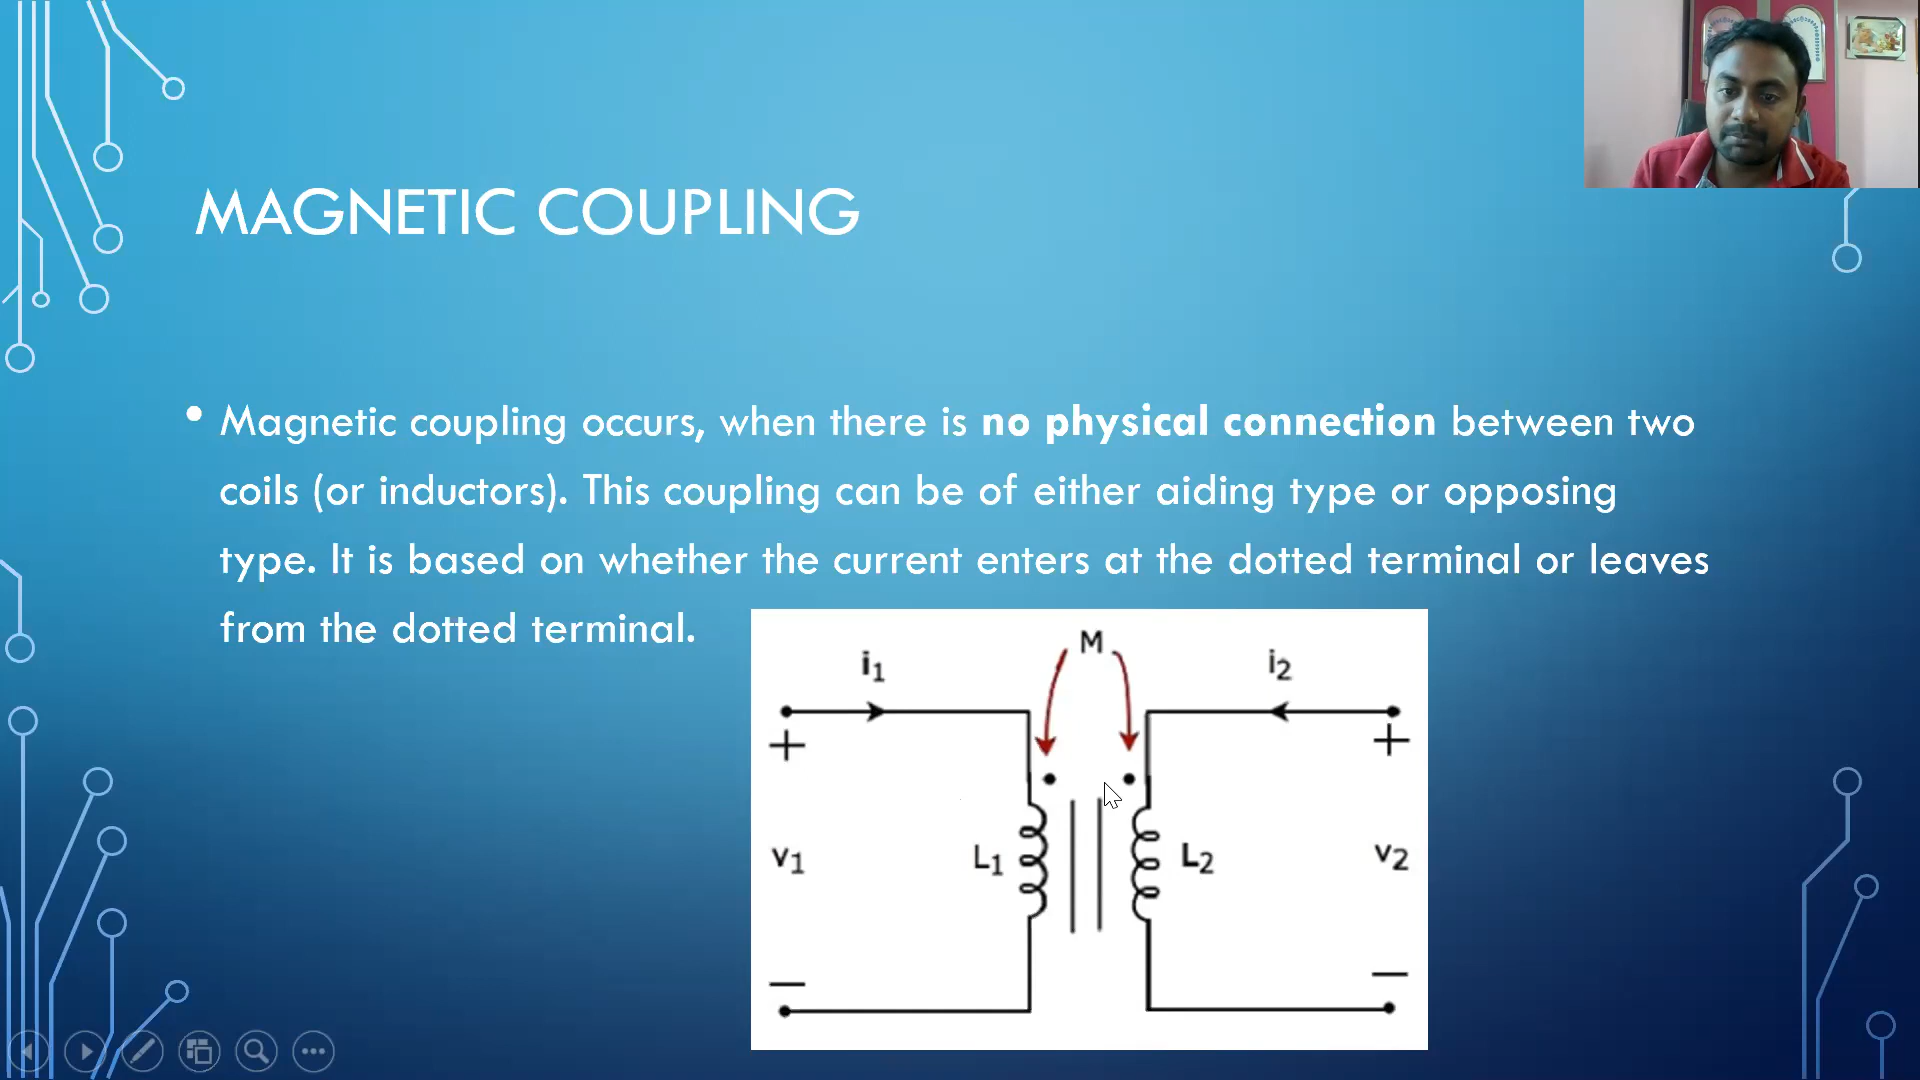 MAGNETIC COUPLING
• Magnetic coupling occurs, when there is no physical connection between two
coils (or inductors). This coupling can be of either aiding type or opposing
type. It is based on whether the current enters at the dotted terminal or leaves
from the dotted terminal.
M
i1
i2
+
+
v1
L1
L2
v2
—
—